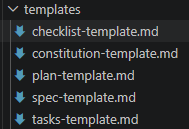 templates
checklist-template.md
constitution-template.md
plan-template.md
spec-template.md
tasks-template.md